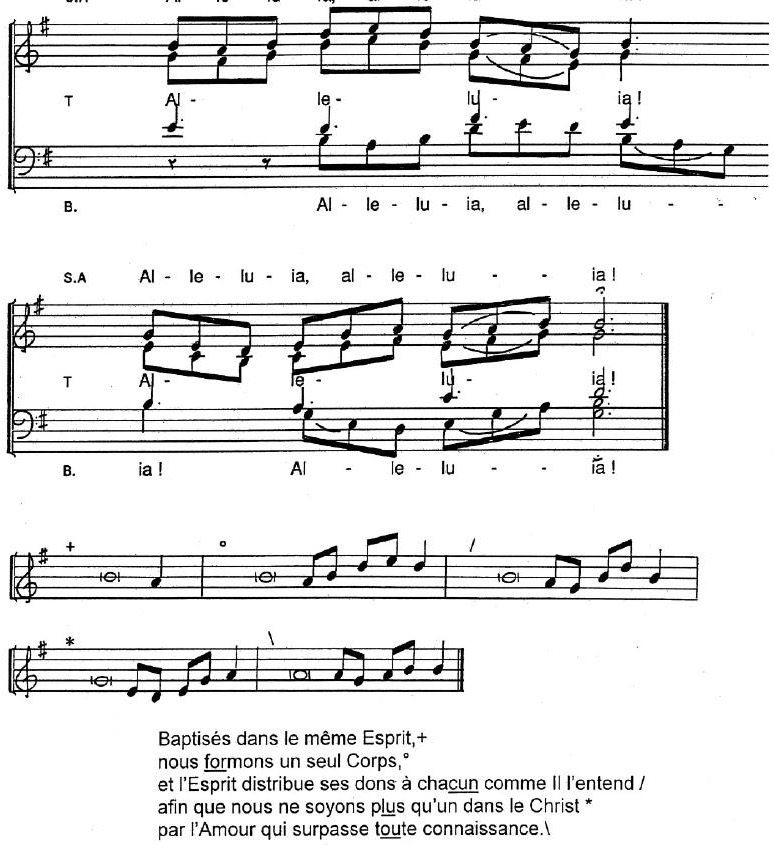 S.A
T Al - le - lu - ia !
B. Al - le - lu - ia, al - le - lu - -
S.A Al - le - lu - ia, al - le - lu - - ia !
T Al - le - lu - ia !
B. ia ! Al - le - lu - - ia !
+ ° /
* \
Baptisés dans le même Esprit,+
nous formons un seul Corps,°
et l'Esprit distribue ses dons à chacun comme Il l'entend /
afin que nous ne soyons plus qu'un dans le Christ *
par l'Amour qui surpasse toute connaissance.\